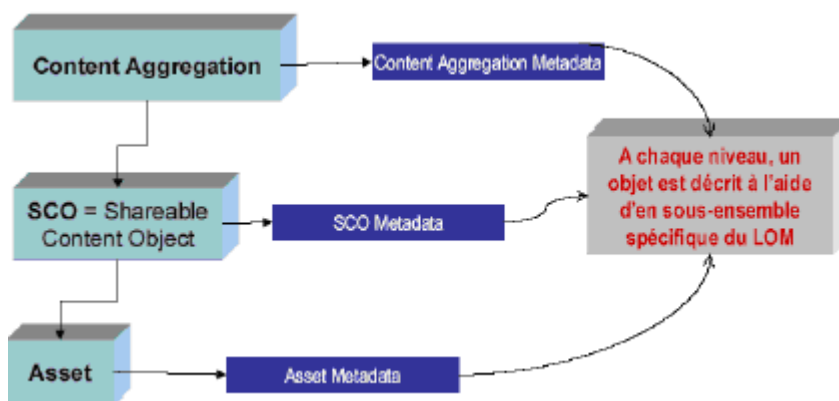 Content Aggregation
Content Aggregation Metadata
A chaque niveau, un
objet est décrit à l'aide
d'en sous-ensemble
spécifique du LOM
SCO = Shareable
Content Object
SCO Metadata
Asset
Asset Metadata